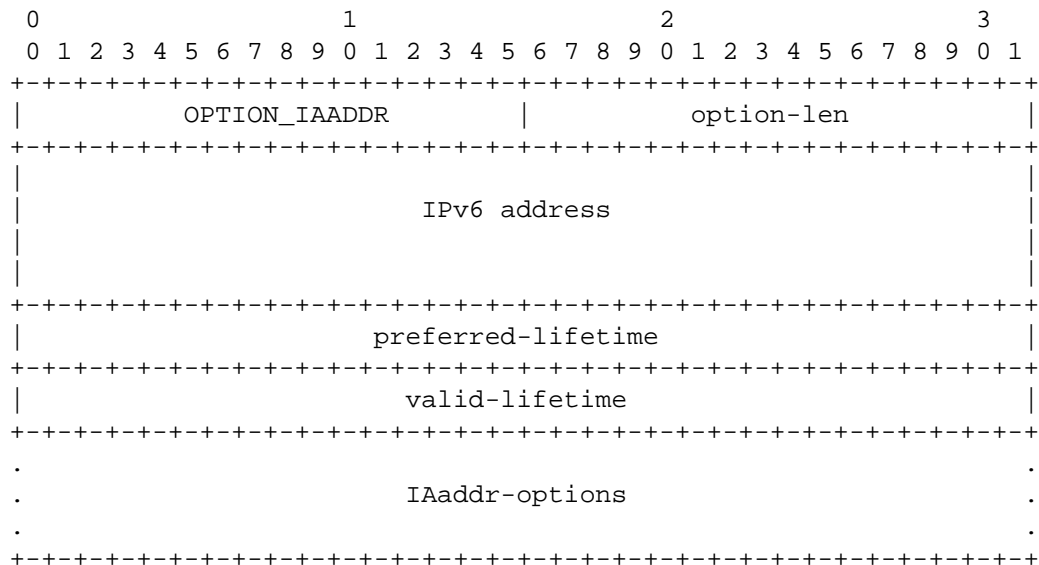 0                   1                   2                   3
 0 1 2 3 4 5 6 7 8 9 0 1 2 3 4 5 6 7 8 9 0 1 2 3 4 5 6 7 8 9 0 1
+-+-+-+-+-+-+-+-+-+-+-+-+-+-+-+-+-+-+-+-+-+-+-+-+-+-+-+-+-+-+-+-+
|          OPTION_IAADDR        |          option-len           |
+-+-+-+-+-+-+-+-+-+-+-+-+-+-+-+-+-+-+-+-+-+-+-+-+-+-+-+-+-+-+-+-+
|                                                               |
|                         IPv6 address                          |
|                                                               |
|                                                               |
+-+-+-+-+-+-+-+-+-+-+-+-+-+-+-+-+-+-+-+-+-+-+-+-+-+-+-+-+-+-+-+-+
|                      preferred-lifetime                       |
+-+-+-+-+-+-+-+-+-+-+-+-+-+-+-+-+-+-+-+-+-+-+-+-+-+-+-+-+-+-+-+-+
|                        valid-lifetime                         |
+-+-+-+-+-+-+-+-+-+-+-+-+-+-+-+-+-+-+-+-+-+-+-+-+-+-+-+-+-+-+-+-+
.                                                               .
.                        IAaddr-options                         .
.                                                               .
+-+-+-+-+-+-+-+-+-+-+-+-+-+-+-+-+-+-+-+-+-+-+-+-+-+-+-+-+-+-+-+-+